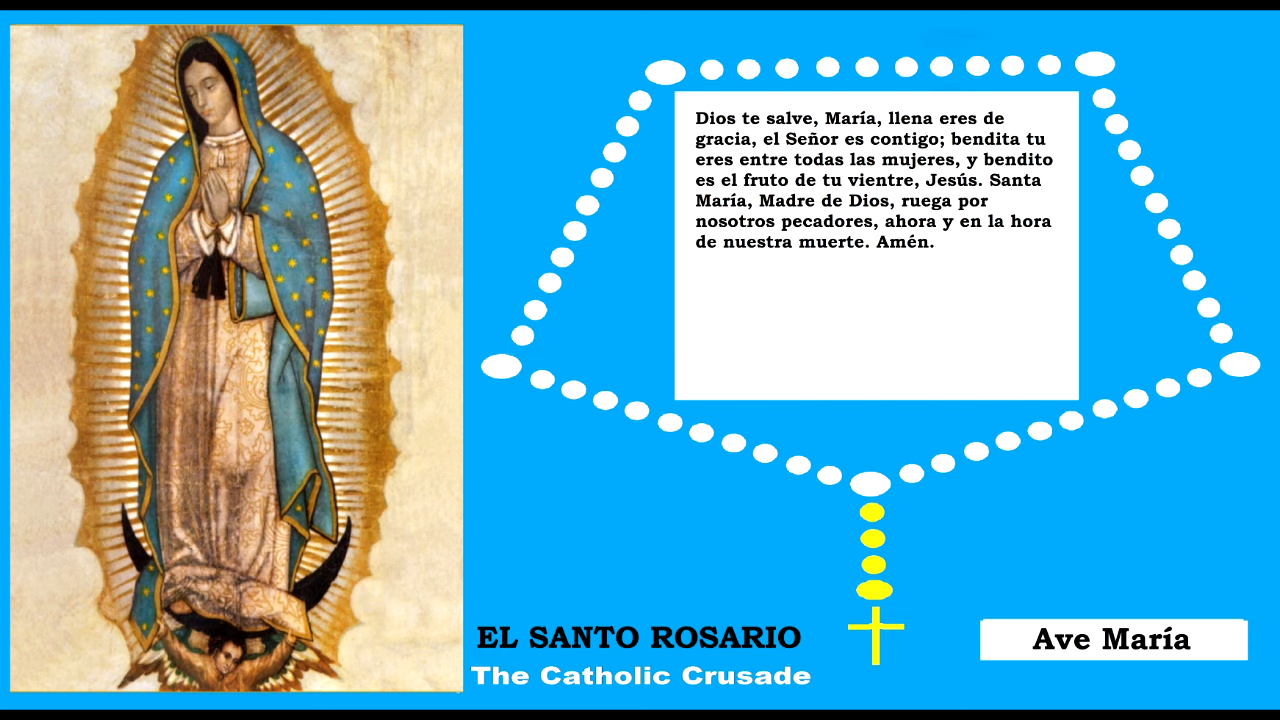 Dios te salve, María, llena eres de
gracia, el Señor es contigo; bendita tu
eres entre todas las mujeres, y bendito
es el fruto de tu vientre, Jesús. Santa
María, Madre de Dios, ruega por
nosotros pecadores, ahora y en la hora
de nuestra muerte. Amén.
EL SANTO ROSARIO
The Catholic Crusade
Ave María